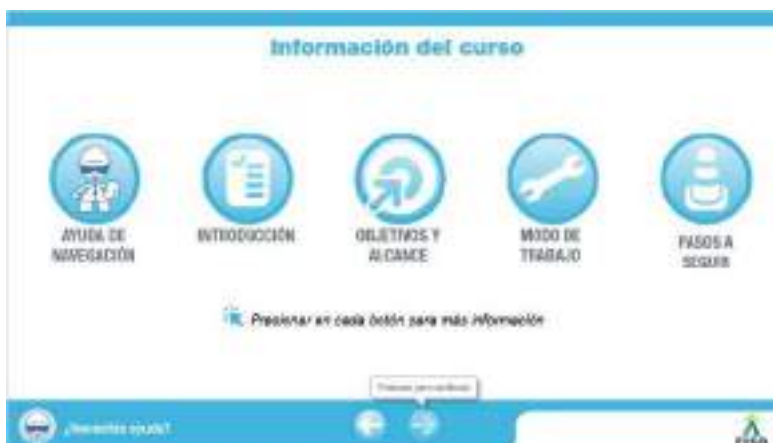 Información del curso
AYUDA DE
NAVEGACIÓN
INTRODUCCIÓN
OBJETIVOS Y
ALCANCE
MODO DE
TRABAJO
PASOS A
SEGUIR
Presionar en cada botón para más información
¿Necesitás ayuda?